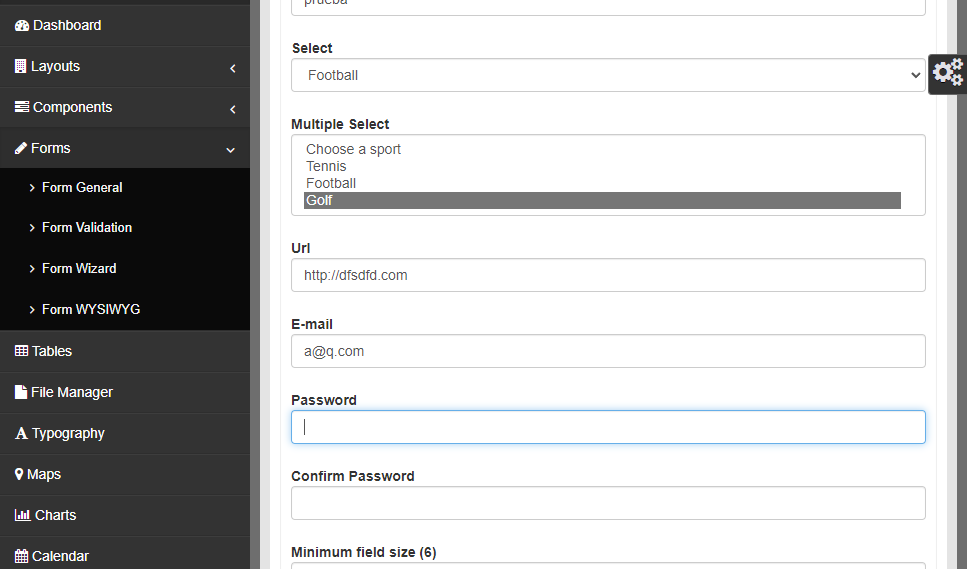 Dashboard
Layouts
Components
Forms
Form General
Form Validation
Form Wizard
Form WYSIWYG
Tables
File Manager
Typography
Maps
Charts
Calendar
prueba
Select
Football
Multiple Select
Choose a sport
Tennis
Football
Golf
Url
http://dfsdfd.com
E-mail
a@q.com
Password
Confirm Password
Minimum field size (6)